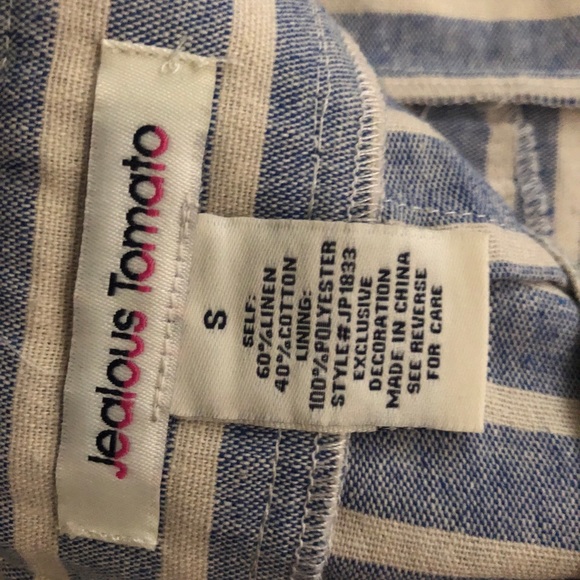 Jealous Tomato
S
SELF:
60%LINEN
40%COTTON
LINING:
100%POLYESTER
STYLE# JP1833
EXCLUSIVE
DECORATION
MADE IN CHINA
SEE REVERSE
FOR CARE